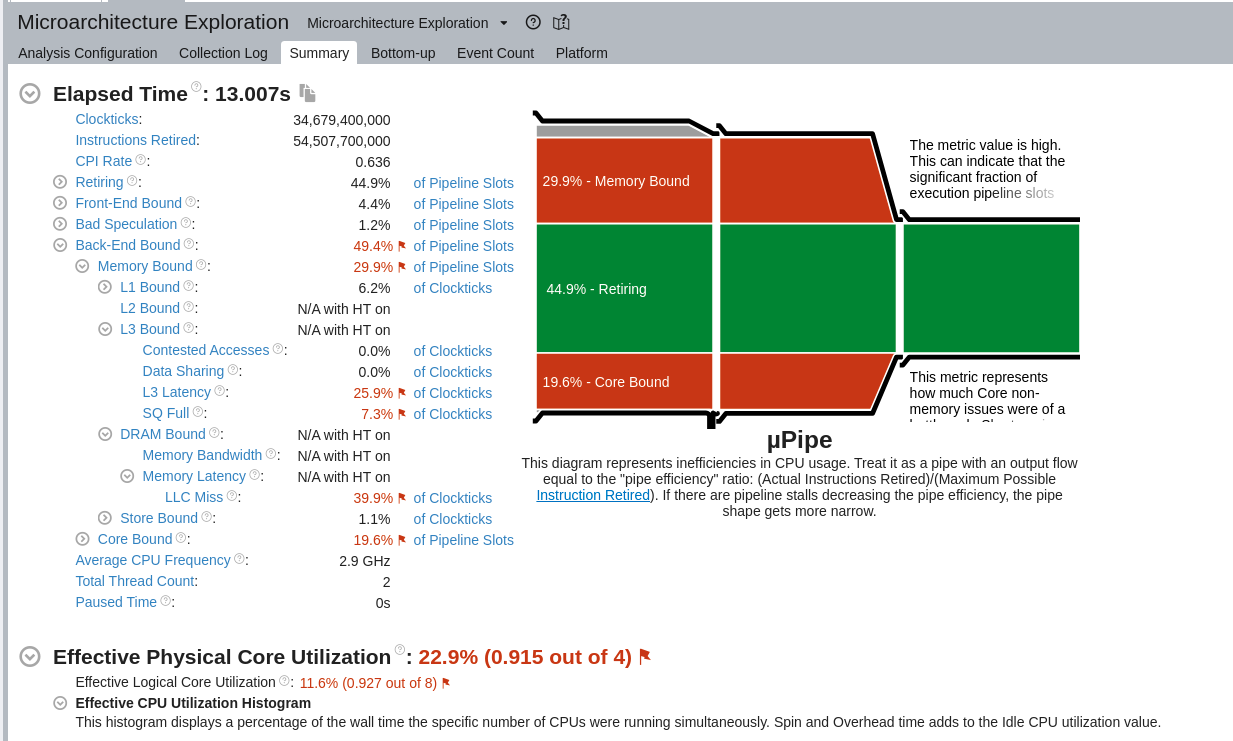 Microarchitecture Exploration Microarchitecture Exploration
Analysis Configuration Collection Log Summary Bottom-up Event Count Platform
Elapsed Time: 13.007s
Clockticks: 34,679,400,000
Instructions Retired: 54,507,700,000
CPI Rate: 0.636
Retiring: 44.9% of Pipeline Slots
Front-End Bound: 4.4% of Pipeline Slots
Bad Speculation: 1.2% of Pipeline Slots
Back-End Bound: 49.4% of Pipeline Slots
Memory Bound: 29.9% of Pipeline Slots
L1 Bound: 6.2% of Clockticks
L2 Bound: N/A with HT on
L3 Bound: N/A with HT on
Contested Accesses: 0.0% of Clockticks
Data Sharing: 0.0% of Clockticks
L3 Latency: 25.9% of Clockticks
SQ Full: 7.3% of Clockticks
DRAM Bound: N/A with HT on
Memory Bandwidth: N/A with HT on
Memory Latency: N/A with HT on
LLC Miss: 39.9% of Clockticks
Store Bound: 1.1% of Clockticks
Core Bound: 19.6% of Pipeline Slots
Average CPU Frequency: 2.9 GHz
Total Thread Count: 2
Paused Time: 0s
29.9% - Memory Bound
44.9% - Retiring
19.6% - Core Bound
The metric value is high.
This can indicate that the
significant fraction of
execution pipeline slots
This metric represents
how much Core non-
memory issues were of a
µPipe
This diagram represents inefficiencies in CPU usage. Treat it as a pipe with an output flow
equal to the "pipe efficiency" ratio: (Actual Instructions Retired)/(Maximum Possible
Instruction Retired). If there are pipeline stalls decreasing the pipe efficiency, the pipe
shape gets more narrow.
Effective Physical Core Utilization: 22.9% (0.915 out of 4)
Effective Logical Core Utilization: 11.6% (0.927 out of 8)
Effective CPU Utilization Histogram
This histogram displays a percentage of the wall time the specific number of CPUs were running simultaneously. Spin and Overhead time adds to the Idle CPU utilization value.